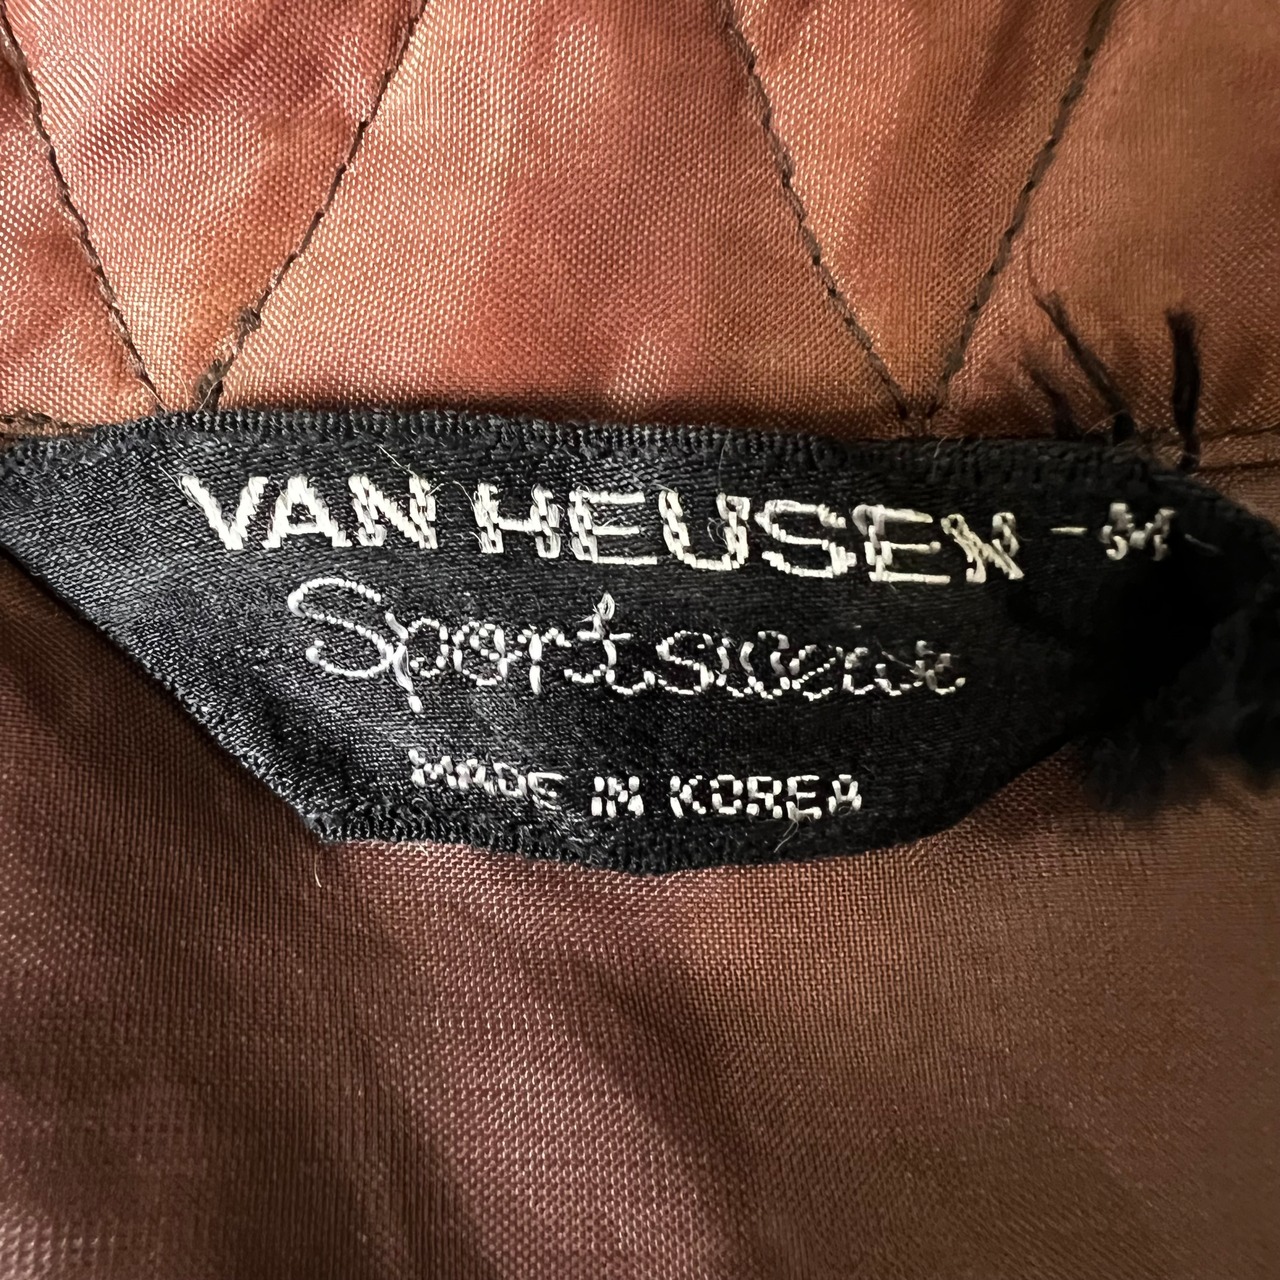 VAN HEUSEN -M
Sportswear
MADE IN KOREA